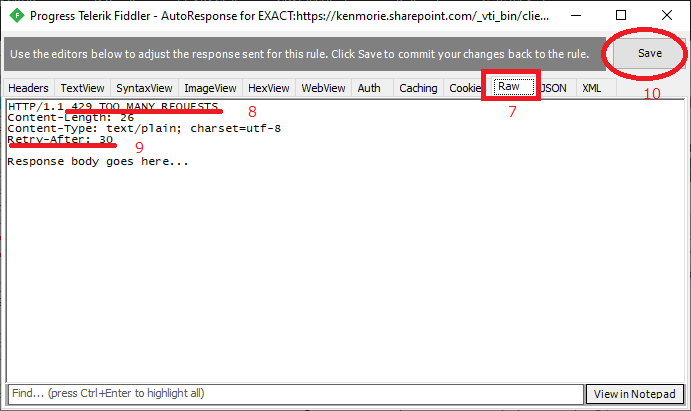 Progress Telerik Fiddler - AutoResponse for EXACT:https://kenmorie.sharepoint.com/_vti_bin/clie...
Use the editors below to adjust the response sent for this rule. Click Save to commit your changes back to the rule.
Save
Headers TextView SyntaxView ImageView HexView WebView Auth Caching Cookie Raw JSON XML
10
7
HTTP/1.1 429 TOO MANY REQUESTS
8
Content-Length: 26
Content-Type: text/plain; charset=utf-8
Retry-After: 30
9
Response body goes here...
Find... (press Ctrl+Enter to highlight all)
View in Notepad